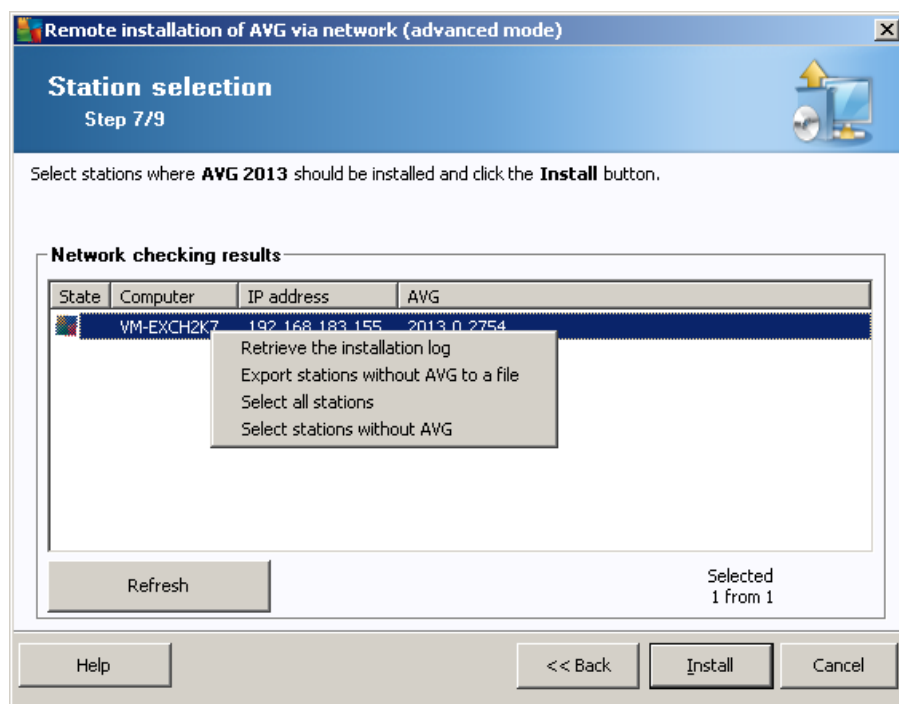 Remote installation of AVG via network (advanced mode)
Station selection
Step 7/9
Select stations where AVG 2013 should be installed and click the Install button.
Network checking results
State Computer IP address AVG
VM-EXCH2K7 192.168.183.155 2013.0.2754
Retrieve the installation log
Export stations without AVG to a file
Select all stations
Select stations without AVG
Refresh
Selected
1 from 1
Help << Back Install Cancel